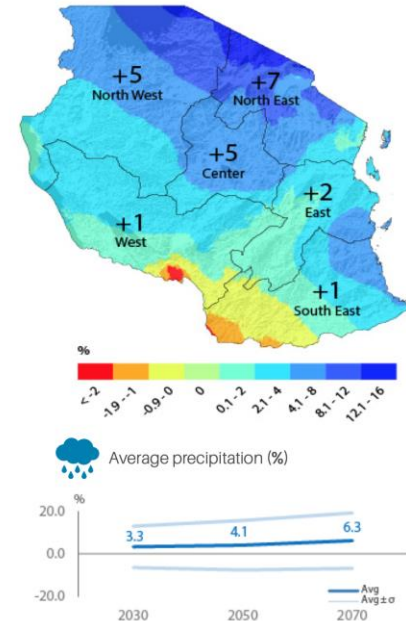 +5
North West
+7
North East
+5
Center
+2
East
+1
West
+1
South East
%
< -2
-1.9 - -1
-0.9 - 0
0
0.1 - 2
2.1 - 4
4.1 - 8
8.1 - 12
12.1 - 16
Average precipitation (%)
%
20.0
3.3
4.1
6.3
0.0
Avg
Avg ± σ
-20.0
2030
2050
2070